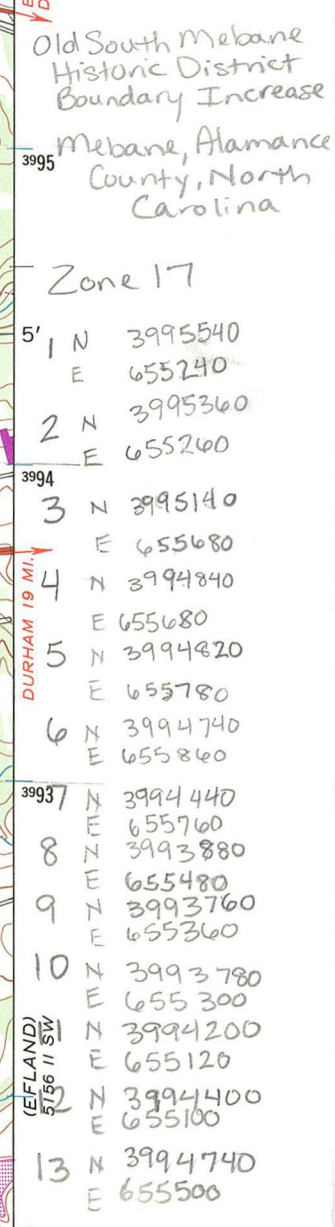 Old South Mebane
Historic District
Boundary Increase
3995 Mebane, Alamance
County, North
Carolina
Zone 17
5'
1 N 3995540
E 655240
2 N 3995360
E 655260
3994
3 N 3995140
E 655680
4 N 3994840
E 655680
DURHAM 19 MI.
5 N 3994820
E 655780
6 N 3994740
E 655860
3993
7 N 3994440
E 655760
8 N 3993880
E 655480
9 N 3993760
E 655360
10 N 3993780
E 655300
(EFLAND)
5156 II SW
11 N 3994200
E 655120
12 N 3994400
E 655100
13 N 3994740
E 655500